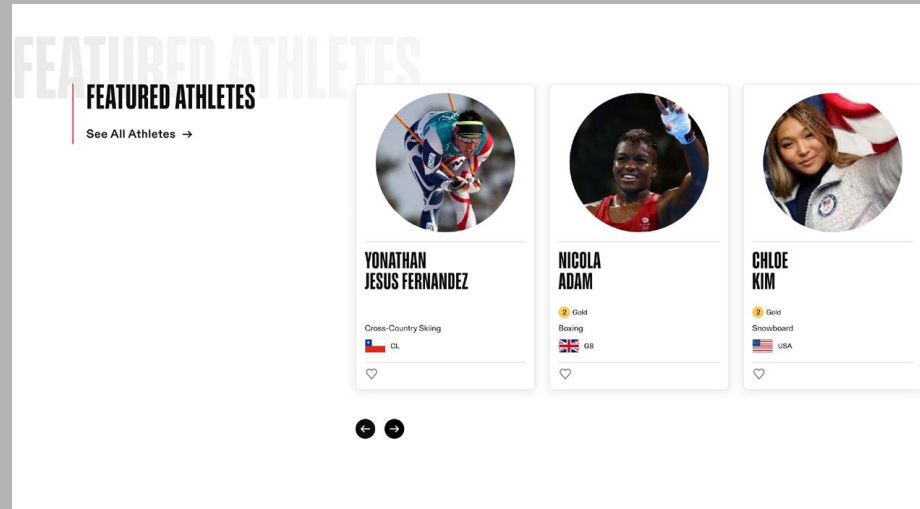 FEATURED ATHLETES
FEATURED ATHLETES
See All Athletes →
YONATHAN
JESUS FERNANDEZ
Cross-Country Skiing
CL
NICOLA
ADAM
2 Gold
Boxing
GB
CHLOE
KIM
2 Gold
Snowboard
USA